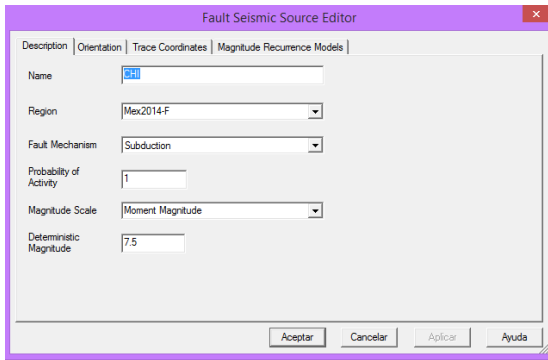 Fault Seismic Source Editor
Description Orientation Trace Coordinates Magnitude Recurrence Models
Name CHI
Region Mex2014-F
Fault Mechanism Subduction
Probability of
Activity 1
Magnitude Scale Moment Magnitude
Deterministic
Magnitude 7.5
Aceptar Cancelar Aplicar Ayuda